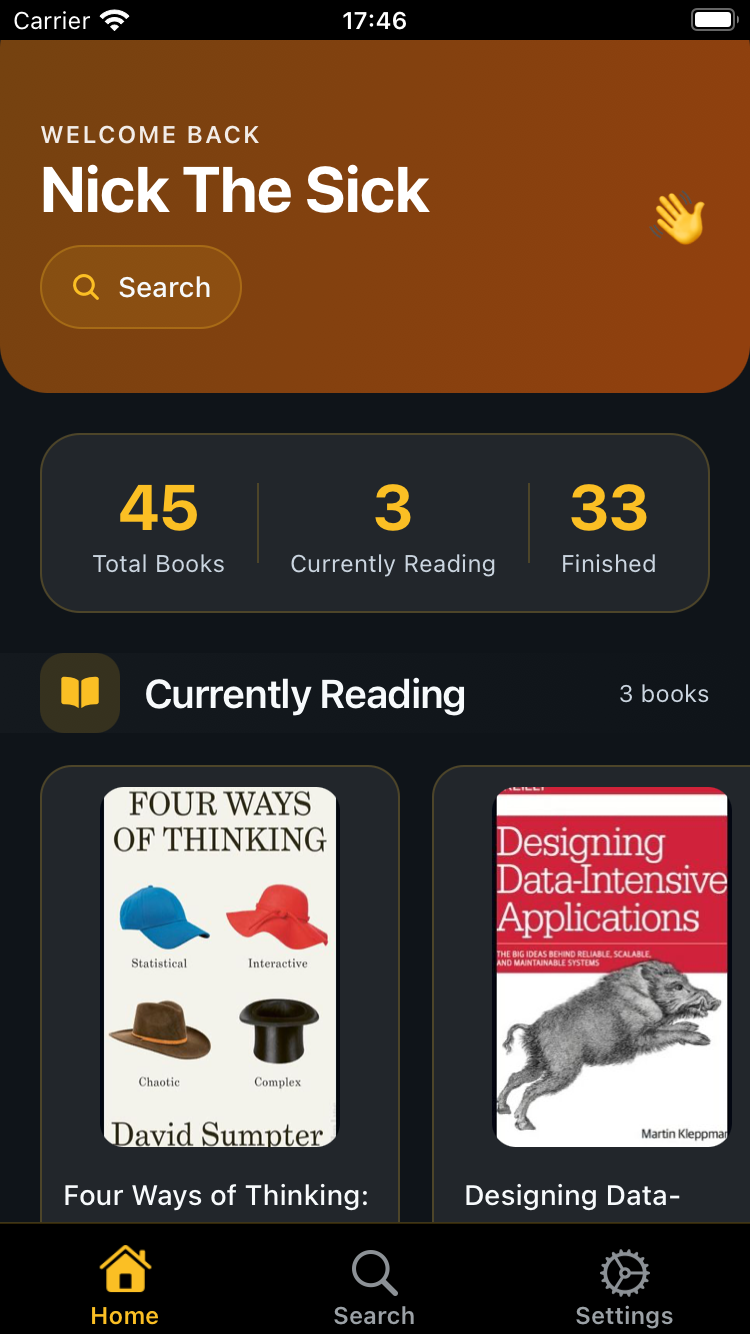 Carrier
17:46
WELCOME BACK
Nick The Sick
Search
45
Total Books
3
Currently Reading
33
Finished
Currently Reading
3 books
FOUR WAYS
OF THINKING
Statistical
Interactive
Chaotic
Complex
David Sumpter
Four Ways of Thinking:
Designing
Data-Intensive
Applications
THE BIG IDEAS BEHIND RELIABLE, SCALABLE,
AND MAINTAINABLE SYSTEMS
Martin Kleppmann
Designing Data-
Home
Search
Settings